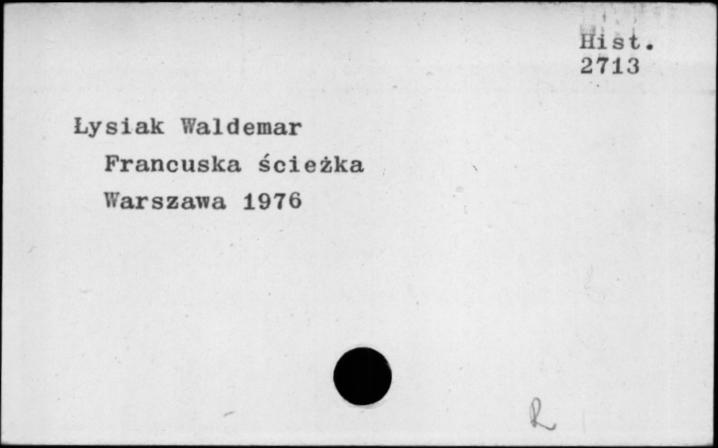 Hist.
2713
Łysiak Waldemar
Francuska ścieżka
Warszawa 1976
R